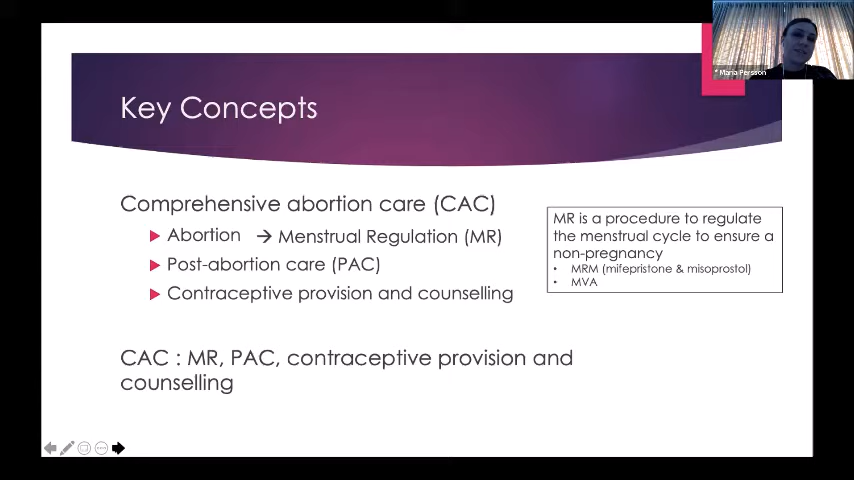 * Maria Persson
Key Concepts
Comprehensive abortion care (CAC)
Abortion → Menstrual Regulation (MR)
Post-abortion care (PAC)
Contraceptive provision and counselling
MR is a procedure to regulate
the menstrual cycle to ensure a
non-pregnancy
• MRM (mifepristone & misoprostol)
• MVA
CAC : MR, PAC, contraceptive provision and
counselling